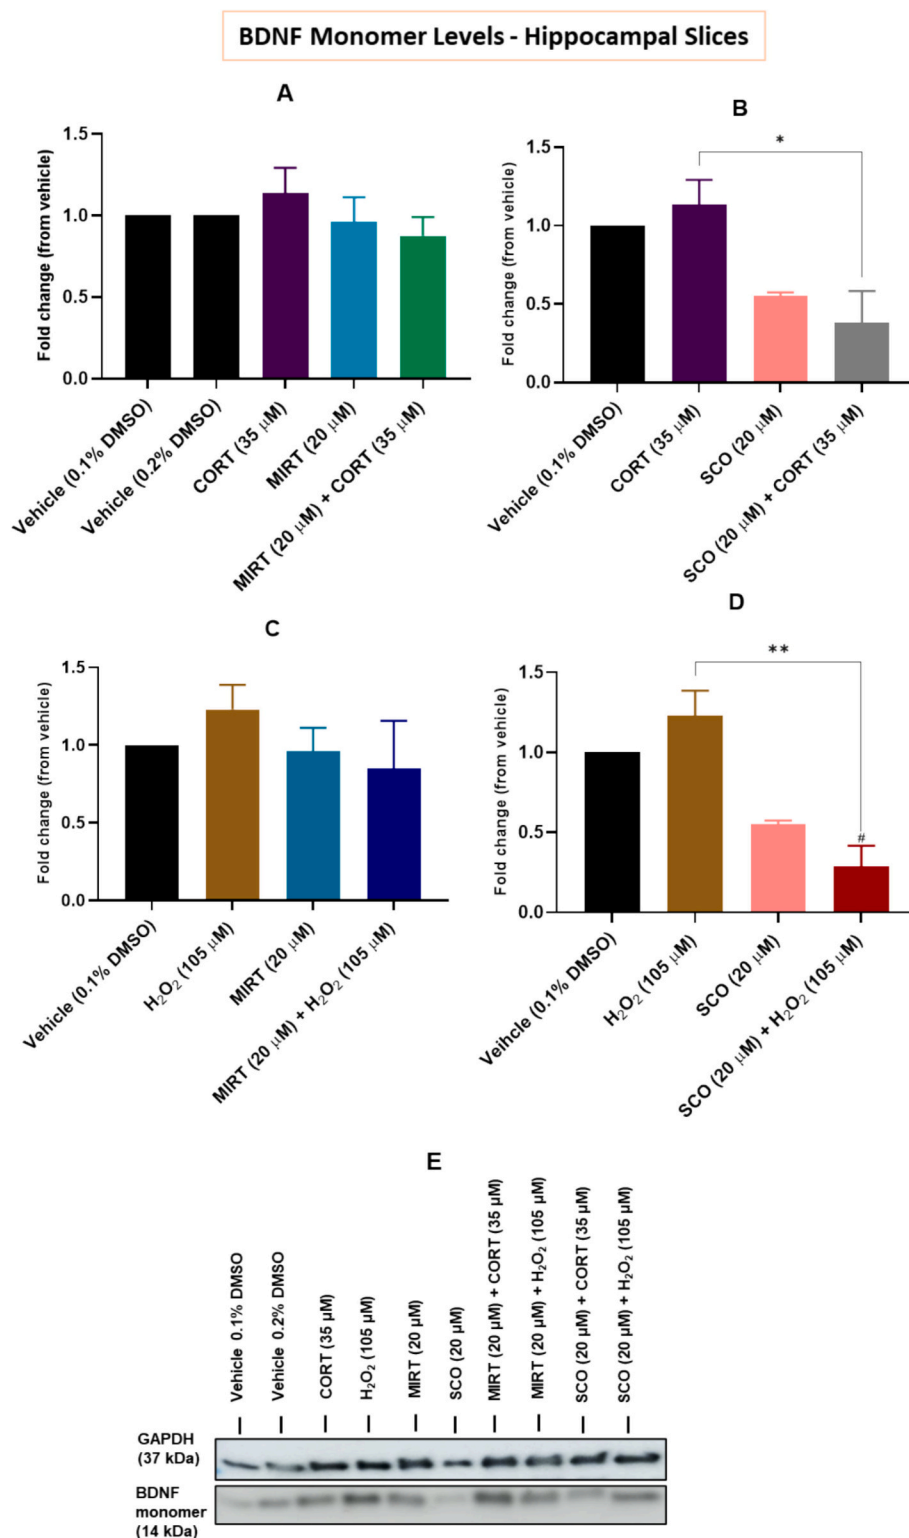 BDNF Monomer Levels - Hippocampal Slices
A
Fold change (from vehicle)
1.5
1.0
0.5
0.0
Vehicle (0.1% DMSO)
Vehicle (0.2% DMSO)
CORT (35 μM)
MIRT (20 μM)
MIRT (20 μM) + CORT (35 μM)
B
*
Fold change (from vehicle)
1.5
1.0
0.5
0.0
Vehicle (0.1% DMSO)
CORT (35 μM)
SCO (20 μM)
SCO (20 μM) + CORT (35 μM)
C
Fold change (from vehicle)
1.5
1.0
0.5
0.0
Vehicle (0.1% DMSO)
H₂O₂ (105 μM)
MIRT (20 μM)
MIRT (20 μM) + H₂O₂ (105 μM)
D
**
#
Fold change (from vehicle)
1.5
1.0
0.5
0.0
Veihcle (0.1% DMSO)
H₂O₂ (105 μM)
SCO (20 μM)
SCO (20 μM) + H₂O₂ (105 μM)
E
Vehicle 0.1% DMSO
Vehicle 0.2% DMSO
CORT (35 μM)
H₂O₂ (105 μM)
MIRT (20 μM)
SCO (20 μM)
MIRT (20 μM) + CORT (35 μM)
MIRT (20 μM) + H₂O₂ (105 μM)
SCO (20 μM) + CORT (35 μM)
SCO (20 μM) + H₂O₂ (105 μM)
GAPDH
(37 kDa)
BDNF
monomer
(14 kDa)